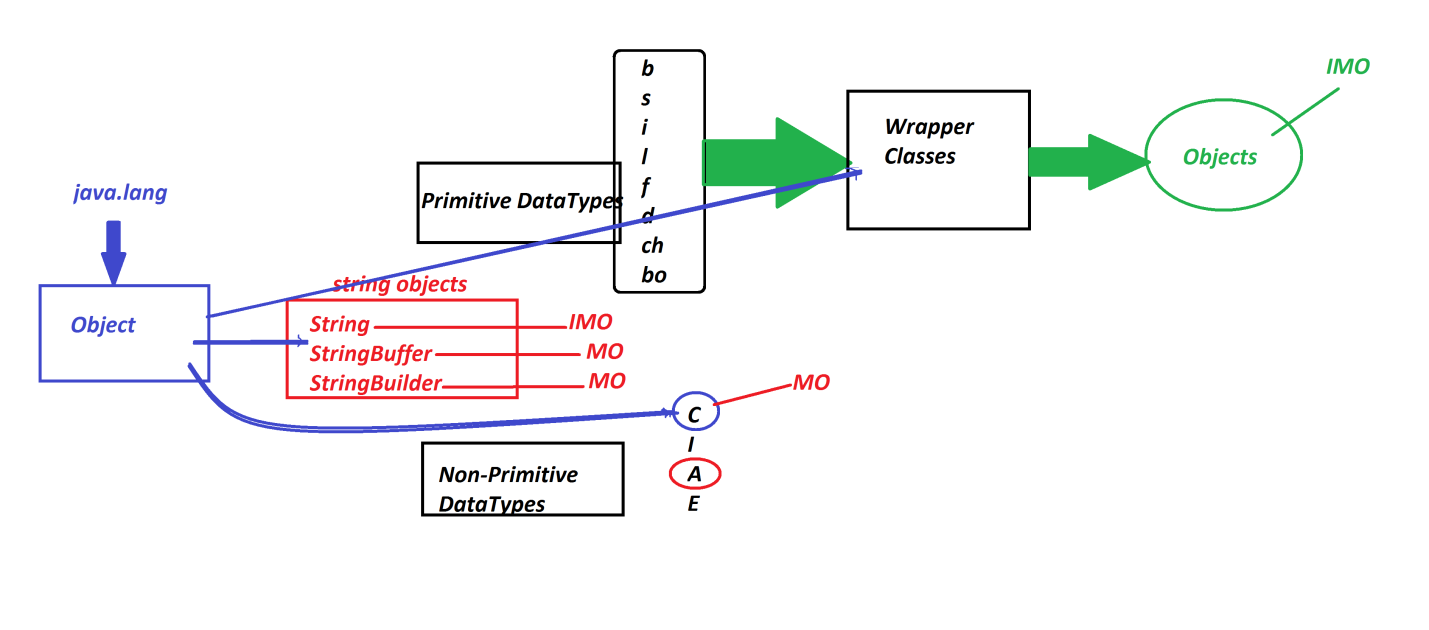 java.lang
Object
Primitive DataTypes
b
s
i
l
f
d
ch
bo
Wrapper
Classes
Objects
IMO
string objects
String
IMO
StringBuffer
MO
StringBuilder
MO
Non-Primitive
DataTypes
C
I
A
E
MO